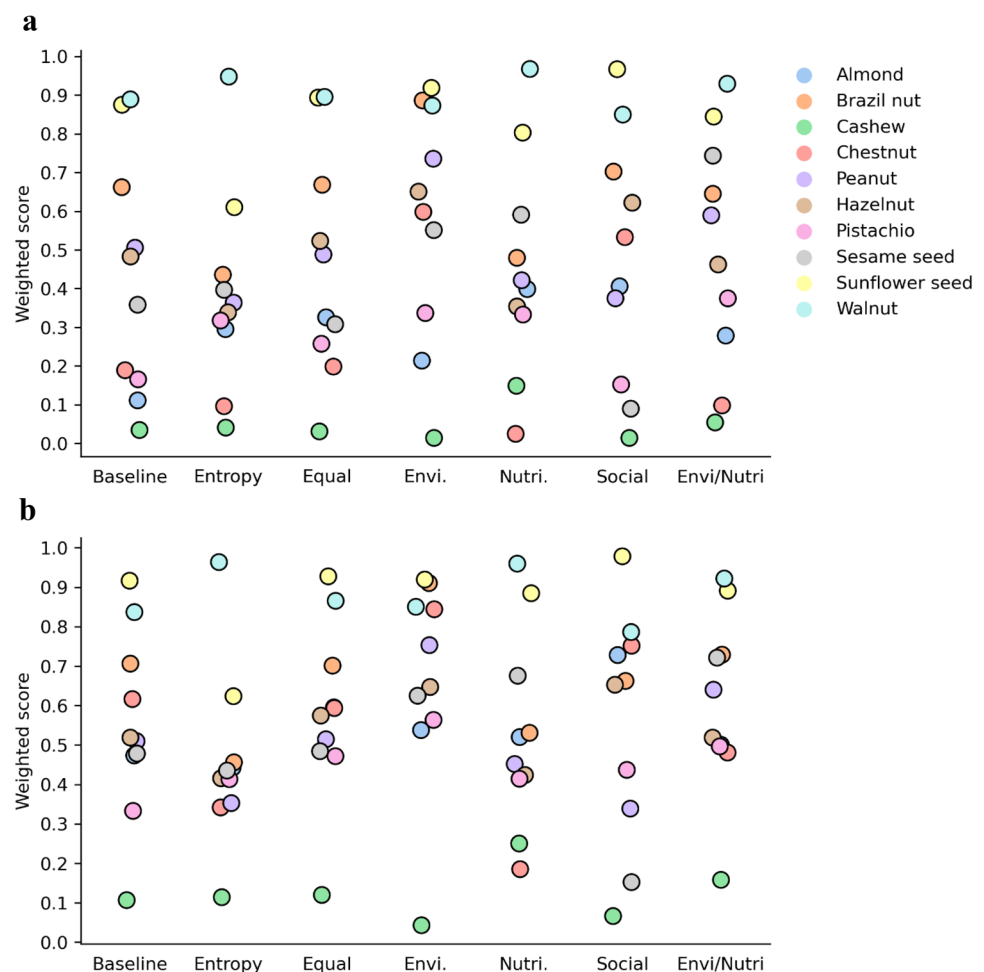 a
1.0
0.9
0.8
0.7
0.6
0.5
0.4
0.3
0.2
0.1
0.0
Weighted score
Baseline Entropy Equal Envi. Nutri. Social Envi/Nutri
Almond
Brazil nut
Cashew
Chestnut
Peanut
Hazelnut
Pistachio
Sesame seed
Sunflower seed
Walnut
b
1.0
0.9
0.8
0.7
0.6
0.5
0.4
0.3
0.2
0.1
0.0
Weighted score
Baseline Entropy Equal Envi. Nutri. Social Envi/Nutri